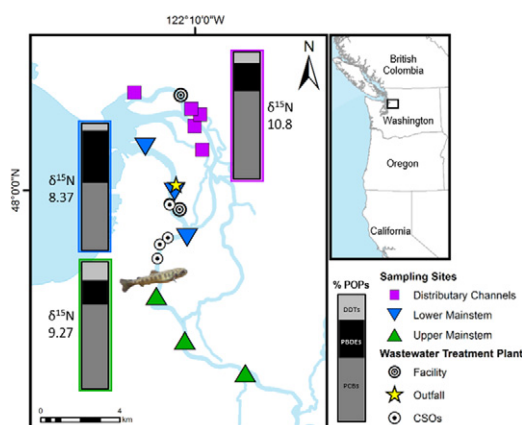 122°10'0"W
N
δ¹⁵N
10.8
δ¹⁵N
8.37
48°0'0"N
δ¹⁵N
9.27
0 4
km
British
Colombia
Washington
Oregon
California
% POPs
DDTs
PBDEs
PCBs
Sampling Sites
Distributary Channels
Lower Mainstem
Upper Mainstem
Wastewater Treatment Plant
Facility
Outfall
CSOs